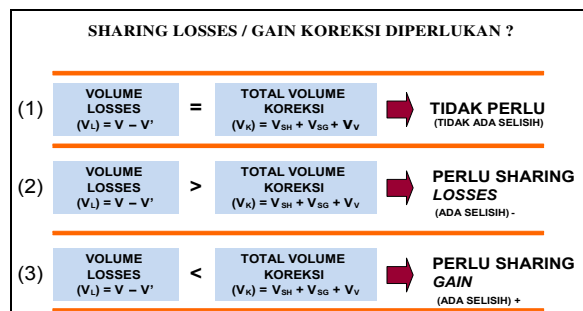 SHARING LOSSES / GAIN KOREKSI DIPERLUKAN ?
(1)
VOLUME
LOSSES
(VL) = V – V'
=
TOTAL VOLUME
KOREKSI
(VK) = VSH + VSG + VV
TIDAK PERLU
(TIDAK ADA SELISIH)
(2)
VOLUME
LOSSES
(VL) = V – V'
>
TOTAL VOLUME
KOREKSI
(VK) = VSH + VSG + VV
PERLU SHARING
LOSSES
(ADA SELISIH) -
(3)
VOLUME
LOSSES
(VL) = V – V'
<
TOTAL VOLUME
KOREKSI
(VK) = VSH + VSG + VV
PERLU SHARING
GAIN
(ADA SELISIH) +